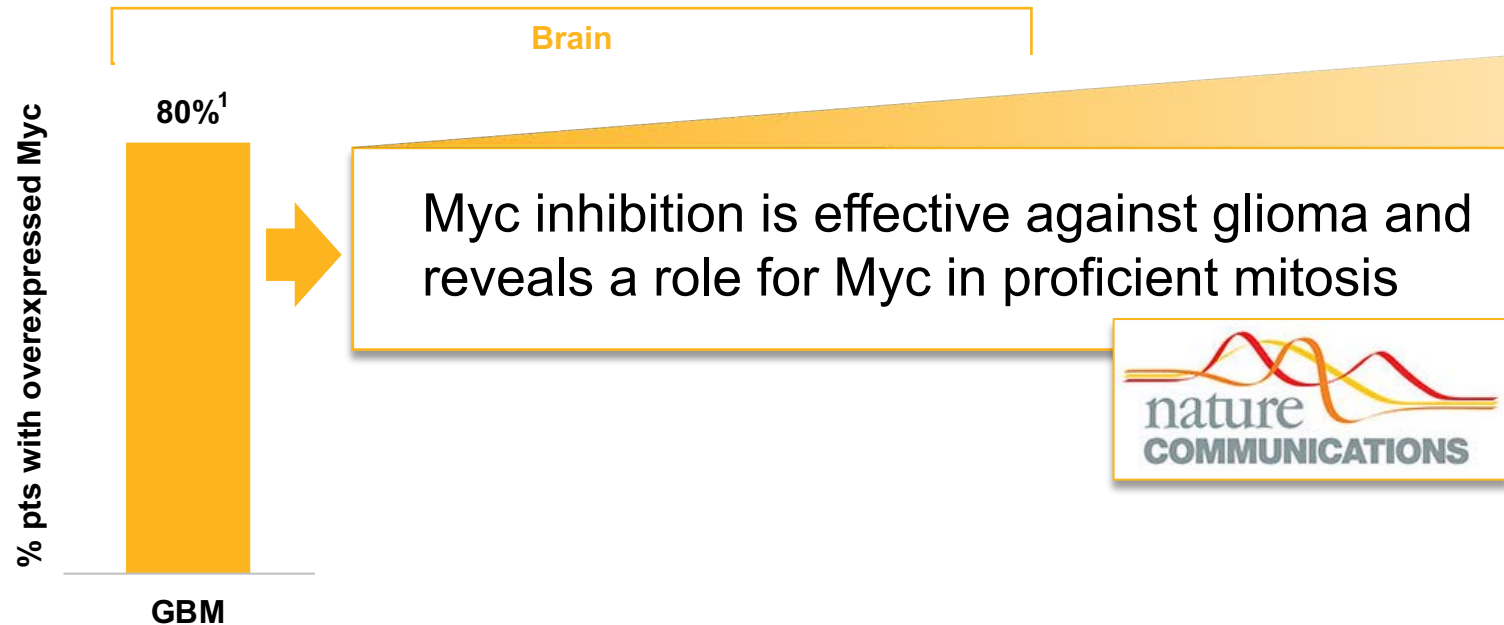 Brain
% pts with overexpressed Myc
80%1
Myc inhibition is effective against glioma and
reveals a role for Myc in proficient mitosis
nature
COMMUNICATIONS
GBM